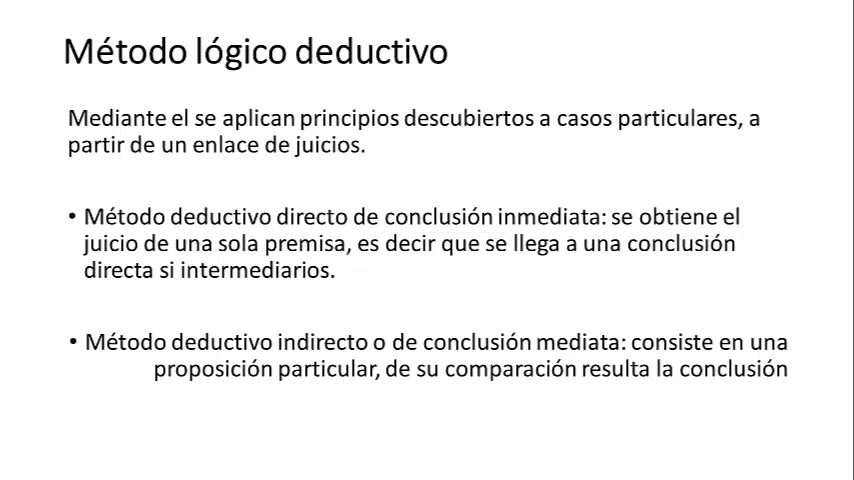 Método lógico deductivo
Mediante el se aplican principios descubiertos a casos particulares, a
partir de un enlace de juicios.
• Método deductivo directo de conclusión inmediata: se obtiene el
juicio de una sola premisa, es decir que se llega a una conclusión
directa si intermediarios.
• Método deductivo indirecto o de conclusión mediata: consiste en una
proposición particular, de su comparación resulta la conclusión